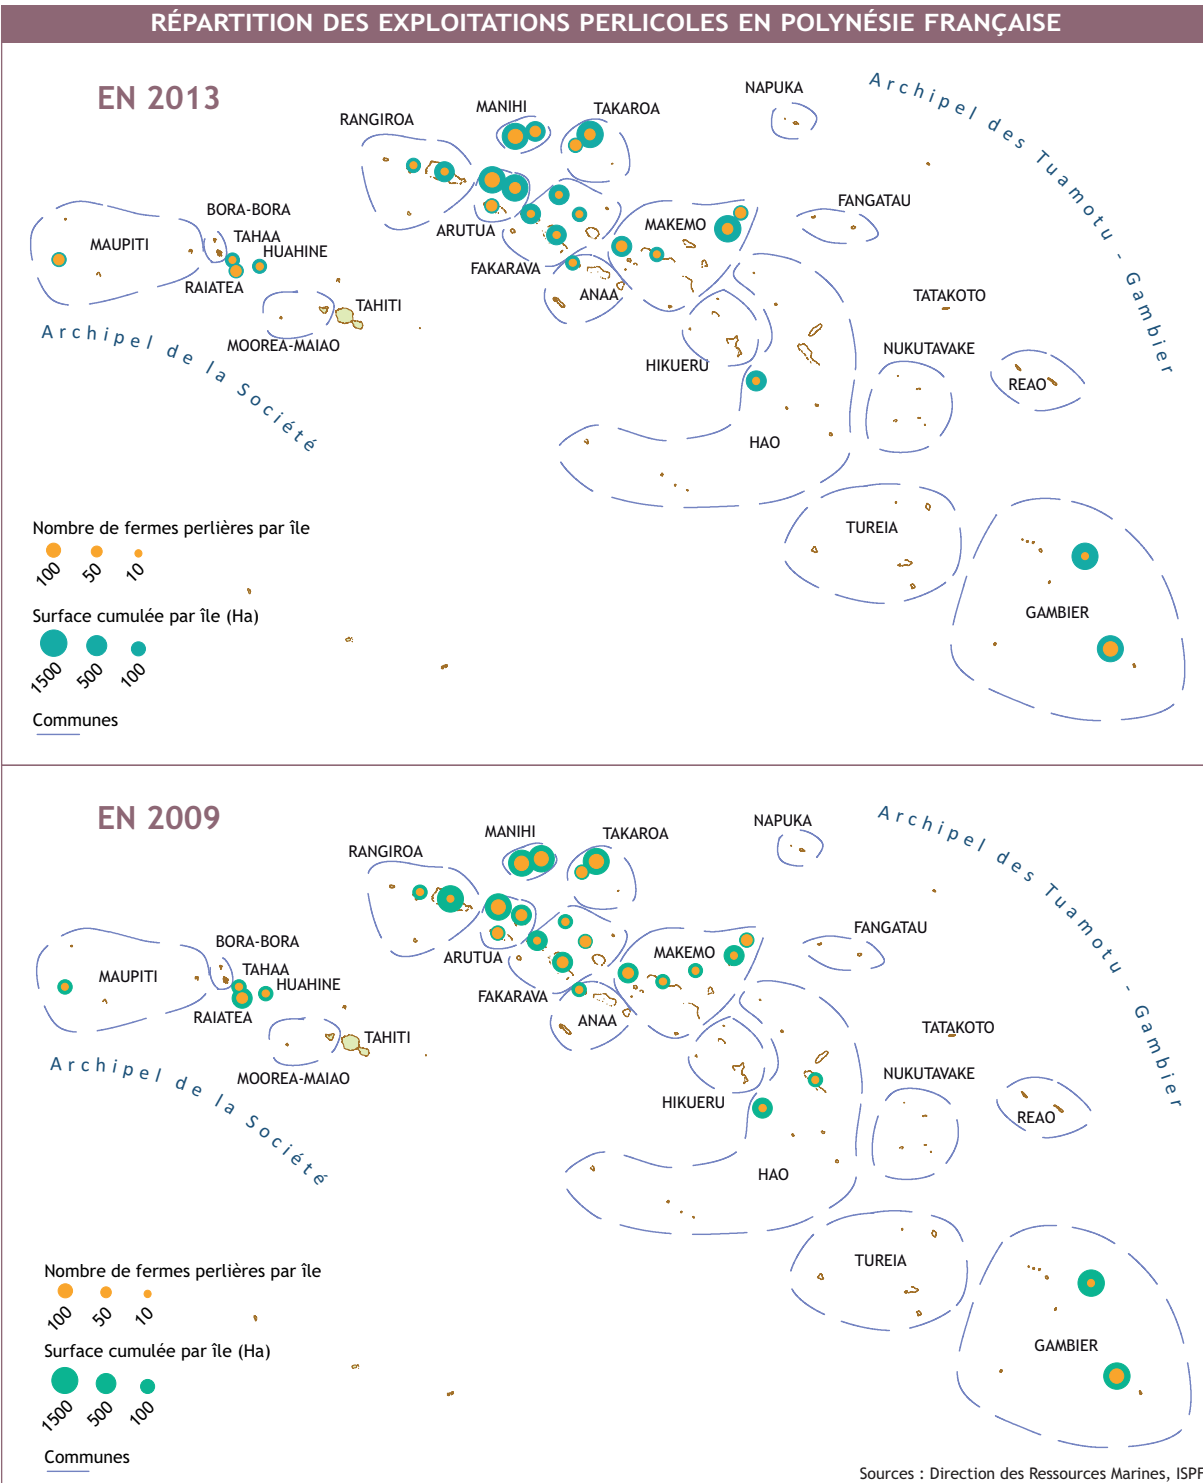 RÉPARTITION DES EXPLOITATIONS PERLICOLES EN POLYNÉSIE FRANÇAISE
EN 2013
NAPUKA
MANIHI
TAKAROA
RANGIROA
Archipel des Tuamotu - Gambier
BORA-BORA
FANGATAU
MAKEMO
TAHAA
ARUTUA
MAUPITI
HUAHINE
FAKARAVA
RAIATEA
ANAA
TATAKOTO
TAHITI
Archipel de la Société
MOOREA-MAIAO
NUKUTAVAKE
HIKUERU
REAO
HAO
Nombre de fermes perlières par île
TUREIA
100
50
10
Surface cumulée par île (Ha)
GAMBIER
1500
500
100
Communes
EN 2009
NAPUKA
MANIHI
TAKAROA
RANGIROA
Archipel des Tuamotu - Gambier
FANGATAU
BORA-BORA
MAKEMO
ARUTUA
TAHAA
MAUPITI
HUAHINE
FAKARAVA
RAIATEA
ANAA
TATAKOTO
TAHITI
Archipel de la Société
NUKUTAVAKE
MOOREA-MAIAO
HIKUERU
REAO
HAO
TUREIA
Nombre de fermes perlières par île
100
50
10
GAMBIER
Surface cumulée par île (Ha)
1500
500
100
Communes
Sources : Direction des Ressources Marines, ISPF